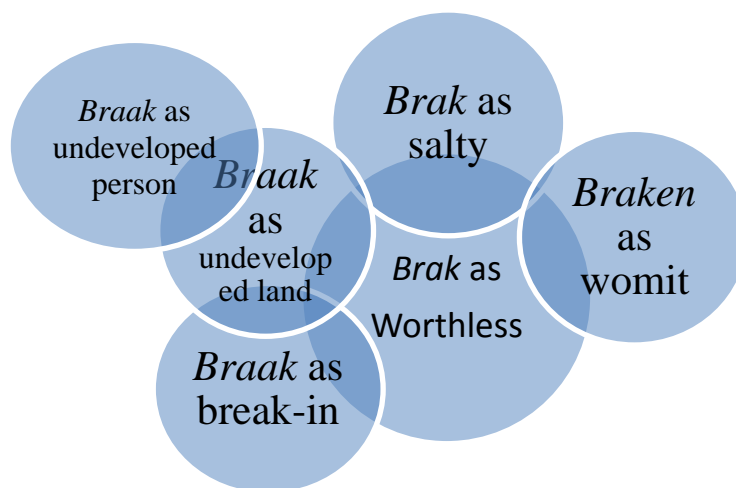 Braak as
undeveloped
person
Braak
as
undevelop
ed land
Brak as
salty
Braken
as
womit
Brak as
Worthless
Braak as
break-in